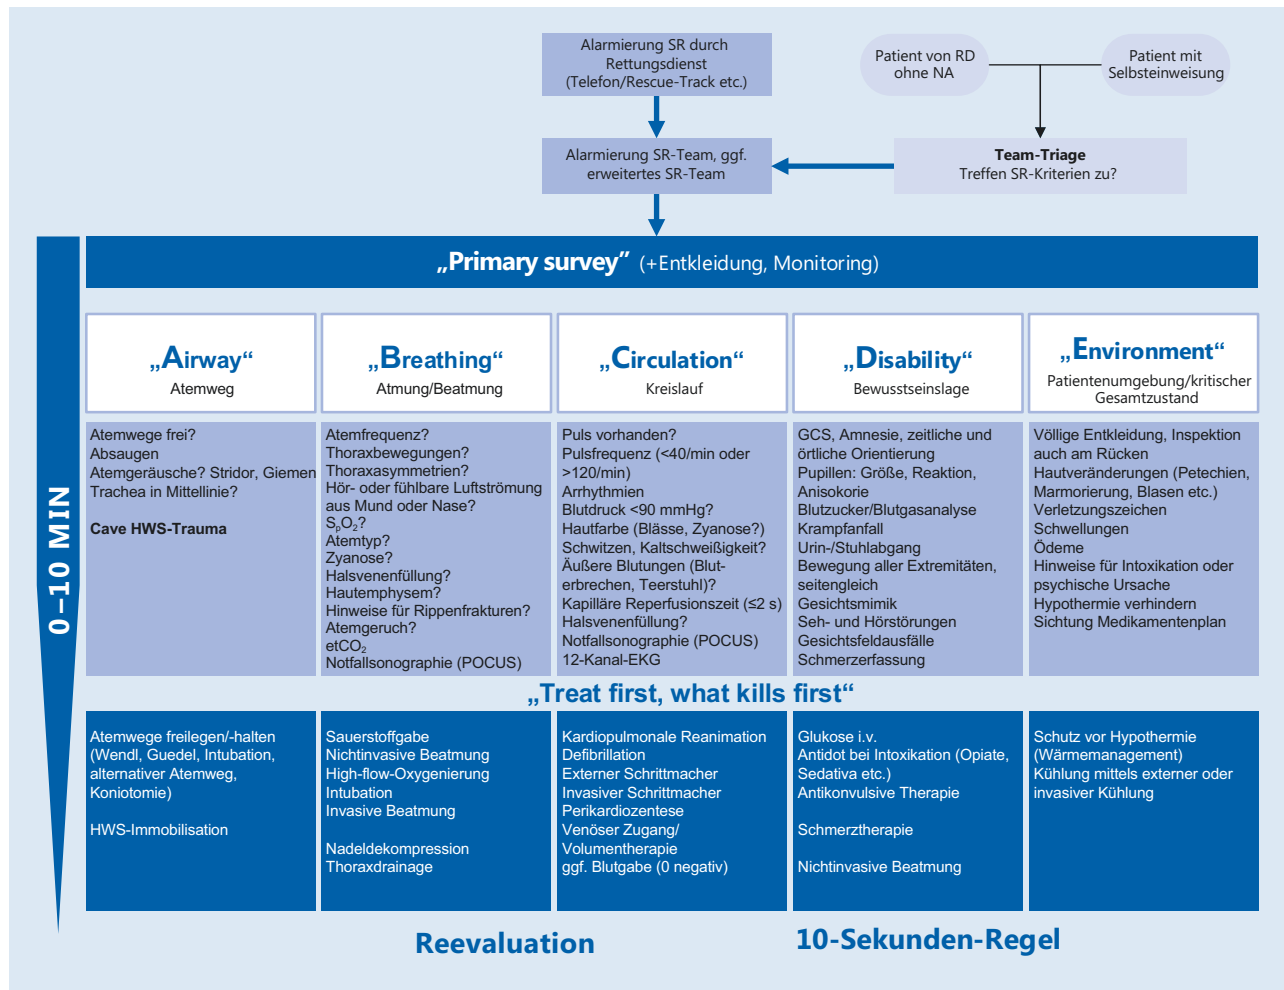 Alarmierung SR durch
Rettungsdienst
(Telefon/Rescue-Track etc.)
Patient von RD
ohne NA
Patient mit
Selbsteinweisung
Alarmierung SR-Team, ggf.
erweitertes SR-Team
Team-Triage
Treffen SR-Kriterien zu?
„Primary survey” (+Entkleidung, Monitoring)
0–10 MIN
„Airway“
Atemweg
„Breathing“
Atmung/Beatmung
„Circulation“
Kreislauf
„Disability“
Bewusstseinslage
„Environment“
Patientenumgebung/kritischer
Gesamtzustand
Atemwege frei?
Absaugen
Atemgeräusche? Stridor, Giemen
Trachea in Mittellinie?
Cave HWS-Trauma
Atemfrequenz?
Thoraxbewegungen?
Thoraxasymmetrien?
Hör- oder fühlbare Luftströmung
aus Mund oder Nase?
SpO2?
Atemtyp?
Zyanose?
Halsvenenfüllung?
Hautemphysem?
Hinweise für Rippenfrakturen?
Atemgeruch?
etCO2
Notfallsonographie (POCUS)
Puls vorhanden?
Pulsfrequenz (<40/min oder
>120/min)
Arrhythmien
Blutdruck <90 mmHg?
Hautfarbe (Blässe, Zyanose?)
Schwitzen, Kaltschweißigkeit?
Äußere Blutungen (Blut-
erbrechen, Teerstuhl)?
Kapilläre Reperfusionszeit (≤2 s)
Halsvenenfüllung?
Notfallsonographie (POCUS)
12-Kanal-EKG
GCS, Amnesie, zeitliche und
örtliche Orientierung
Pupillen: Größe, Reaktion,
Anisokorie
Blutzucker/Blutgasanalyse
Krampfanfall
Urin-/Stuhlabgang
Bewegung aller Extremitäten,
seitengleich
Gesichtsmimik
Seh- und Hörstörungen
Gesichtsfeldausfälle
Schmerzerfassung
Völlige Entkleidung, Inspektion
auch am Rücken
Hautveränderungen (Petechien,
Marmorierung, Blasen etc.)
Verletzungszeichen
Schwellungen
Ödeme
Hinweise für Intoxikation oder
psychische Ursache
Hypothermie verhindern
Sichtung Medikamentenplan
„Treat first, what kills first“
Atemwege freilegen/-halten
(Wendl, Guedel, Intubation,
alternativer Atemweg,
Koniotomie)
HWS-Immobilisation
Sauerstoffgabe
Nichtinvasive Beatmung
High-flow-Oxygenierung
Intubation
Invasive Beatmung
Nadeldekompression
Thoraxdrainage
Kardiopulmonale Reanimation
Defibrillation
Externer Schrittmacher
Invasiver Schrittmacher
Perikardiozentese
Venöser Zugang/
Volumentherapie
ggf. Blutgabe (0 negativ)
Glukose i.v.
Antidot bei Intoxikation (Opiate,
Sedativa etc.)
Antikonvulsive Therapie
Schmerztherapie
Nichtinvasive Beatmung
Schutz vor Hypothermie
(Wärmemanagement)
Kühlung mittels externer oder
invasiver Kühlung
Reevaluation
10-Sekunden-Regel